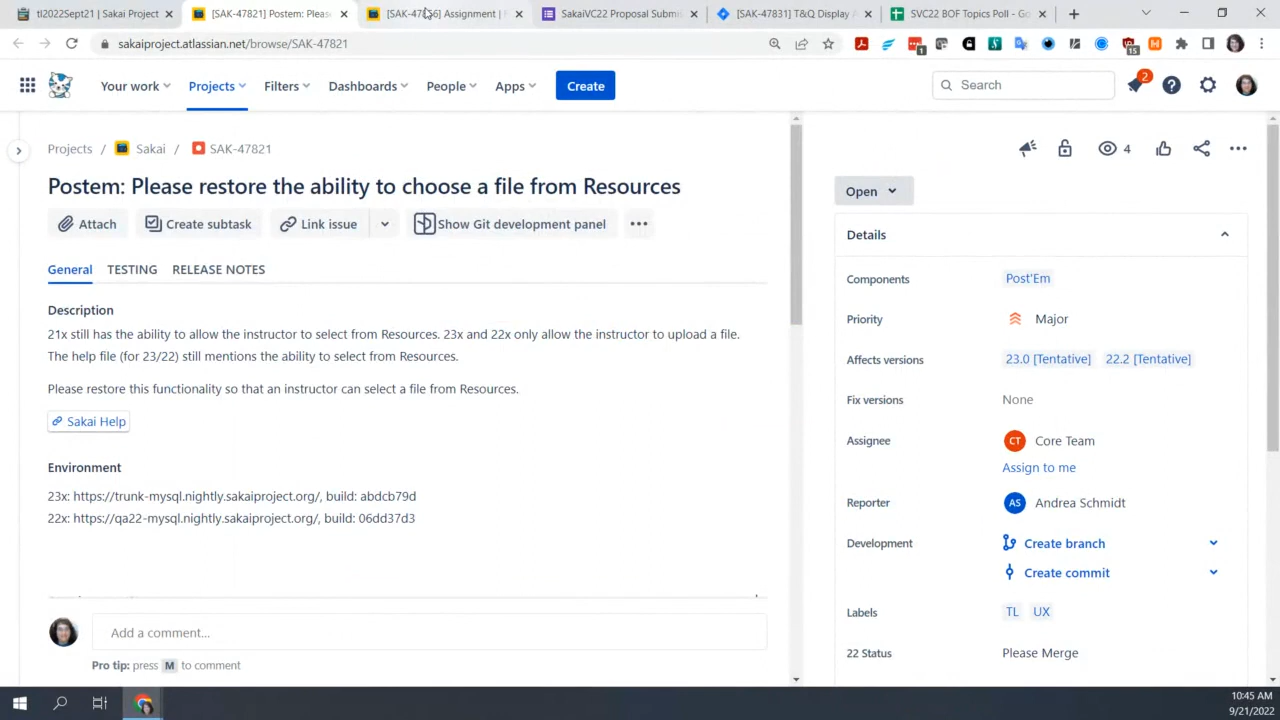 tl2022Sept21 | Sakai Project
[SAK-47821] Postem: Plea
Assignment |
SakaiVC22 Proposal Submis
[SAK-47831] T&Q Display A
SVC22 BOF Topics Poll - Go
sakaiproject.atlassian.net/browse/SAK-47821
1
15
Your work
Projects
Filters
Dashboards
People
Apps
Create
Search
2
Projects / Sakai / SAK-47821
4
Postem: Please restore the ability to choose a file from Resources
Open
Attach
Create subtask
Link issue
Show Git development panel
Details
General
TESTING
RELEASE NOTES
Components
Post'Em
Description
Priority
Major
21x still has the ability to allow the instructor to select from Resources. 23x and 22x only allow the instructor to upload a file.
The help file (for 23/22) still mentions the ability to select from Resources.
Affects versions
23.0 [Tentative]
22.2 [Tentative]
Please restore this functionality so that an instructor can select a file from Resources.
Fix versions
None
Sakai Help
Assignee
CT
Core Team
Assign to me
Environment
23x: https://trunk-mysql.nightly.sakaiproject.org/, build: abdcb79d
22x: https://qa22-mysql.nightly.sakaiproject.org/, build: 06dd37d3
Reporter
AS
Andrea Schmidt
Development
Create branch
Create commit
Labels
TL
UX
Add a comment...
22 Status
Please Merge
Pro tip: press M to comment
10:45 AM
9/21/2022